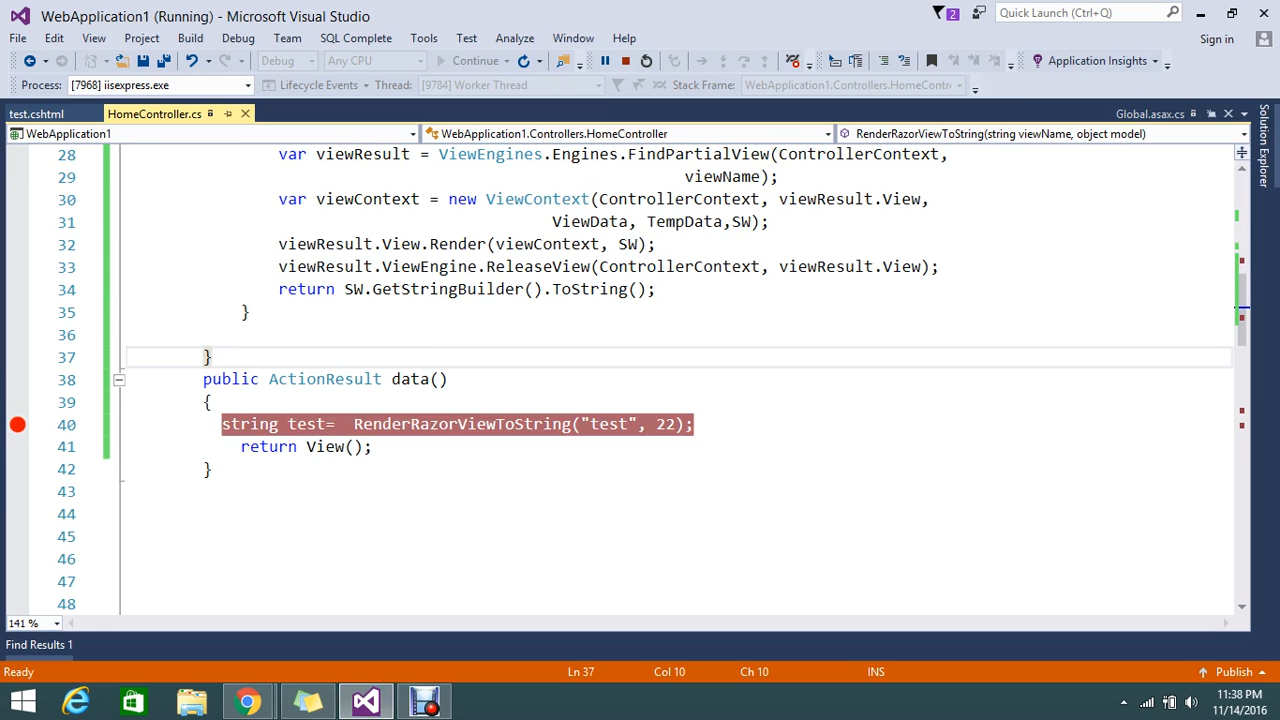 WebApplication1 (Running) - Microsoft Visual Studio
2
Quick Launch (Ctrl+Q)
File Edit View Project Build Debug Team SQL Complete Tools Test Analyze Window Help
Sign in
Debug Any CPU Continue Application Insights
Process: [7968] iisexpress.exe Lifecycle Events Thread: [9784] Worker Thread Stack Frame: WebApplication1.Controllers.HomeContr
test.cshtml HomeController.cs Global.asax.cs
WebApplication1 WebApplication1.Controllers.HomeController RenderRazorViewToString(string viewName, object model)
Solution Explorer
28 var viewResult = ViewEngines.Engines.FindPartialView(ControllerContext,
29 viewName);
30 var viewContext = new ViewContext(ControllerContext, viewResult.View,
31 ViewData, TempData,SW);
32 viewResult.View.Render(viewContext, SW);
33 viewResult.ViewEngine.ReleaseView(ControllerContext, viewResult.View);
34 return SW.GetStringBuilder().ToString();
35 }
36
37 }
38 public ActionResult data()
39 {
40 string test=  RenderRazorViewToString("test", 22);
41 return View();
42 }
43
44
45
46
47
48
141 %
Find Results 1
Ready Ln 37 Col 10 Ch 10 INS Publish
11:38 PM
11/14/2016